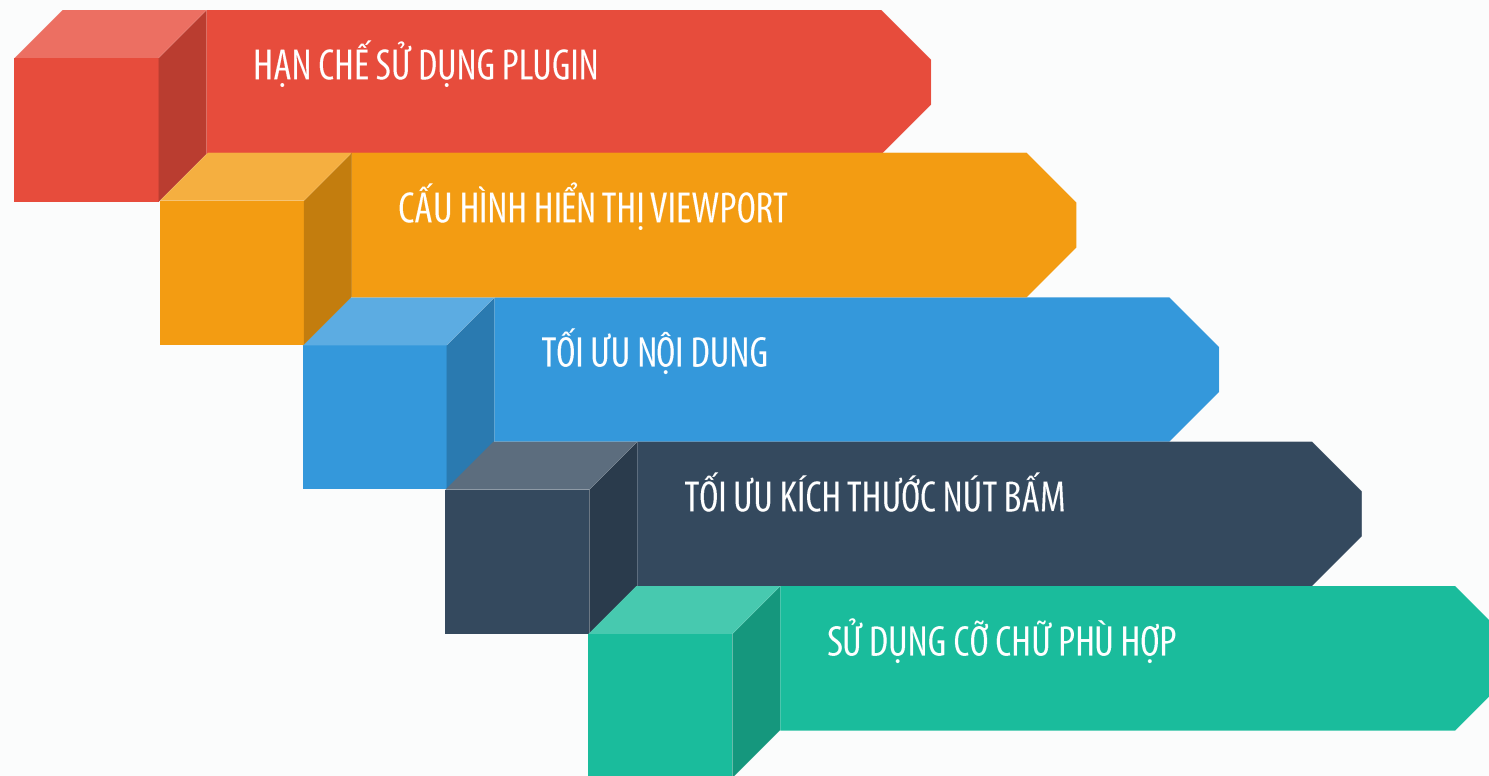 HẠN CHẾ SỬ DỤNG PLUGIN
CẤU HÌNH HIỂN THỊ VIEWPORT
TỐI ƯU NỘI DUNG
TỐI ƯU KÍCH THƯỚC NÚT BẤM
SỬ DỤNG CỠ CHỮ PHÙ HỢP